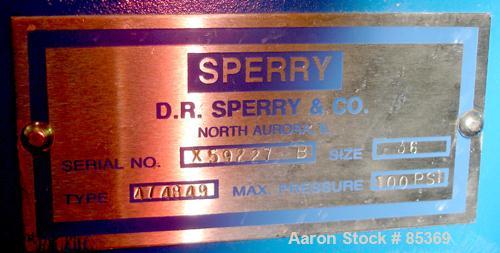 SPERRY
D.R. SPERRY & CO.
NORTH AURORA, IL
SERIAL NO. X59227-B SIZE 36
TYPE MAX. PRESSURE 100 PSI
Aaron Stock # 85369